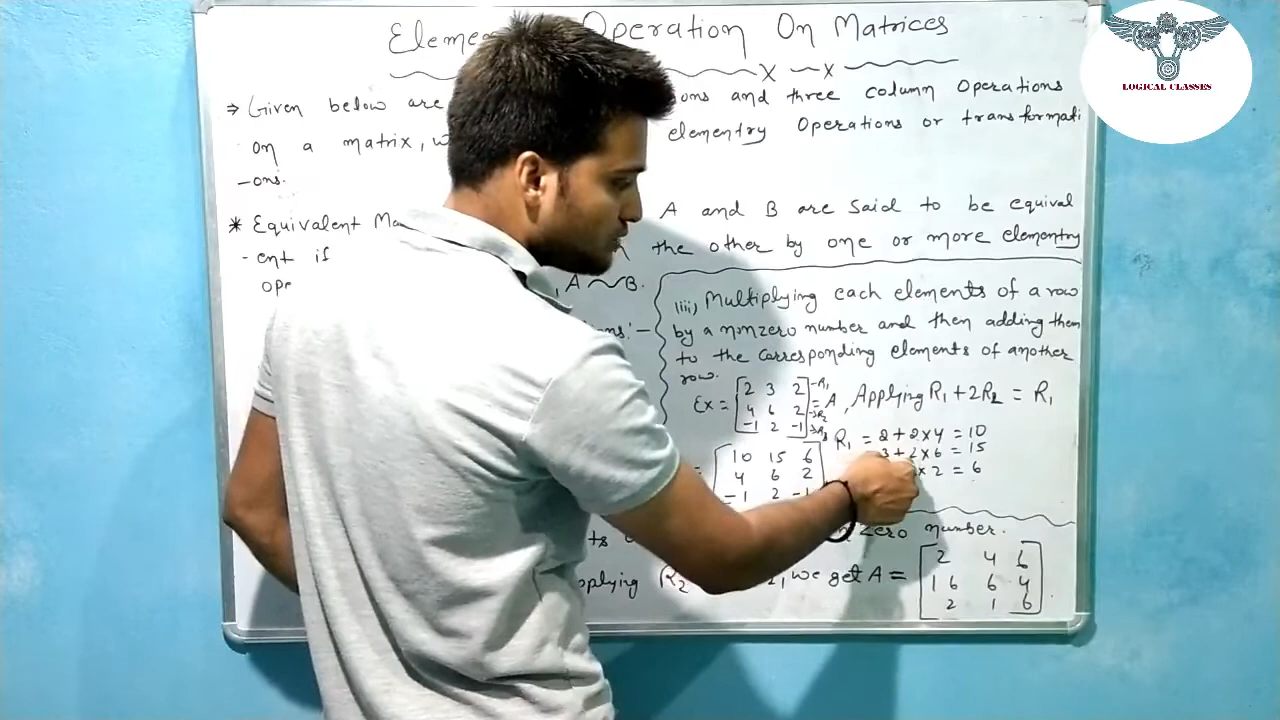 Operation On Matrices
LOGICAL CLASSES
⇒ Given below are ons and three column Operations
on a matrix, elementry Operations or transformati
-ons.
* Equivalent A and B are said to be equival
-ent if the other by one or more elementry
A ~ B.
iii) Multiplying each elements of a row
by a nonzero number and then adding them
to the corresponding elements of another
row.
Ex = [2 3 2 -R₁
4 6 2 →R₂
-1 2 -1] →R₃ = A, Applying R₁ + 2R₂ = R₁
R₁ = 2 + 2 × 4 = 10
3 + 2 × 6 = 15
× 2 = 6
= [10 15 6
4 6 2
-1 2 -1
zero number.
R₂ , we get A = [2 4 6
16 6 4
2 1 6]